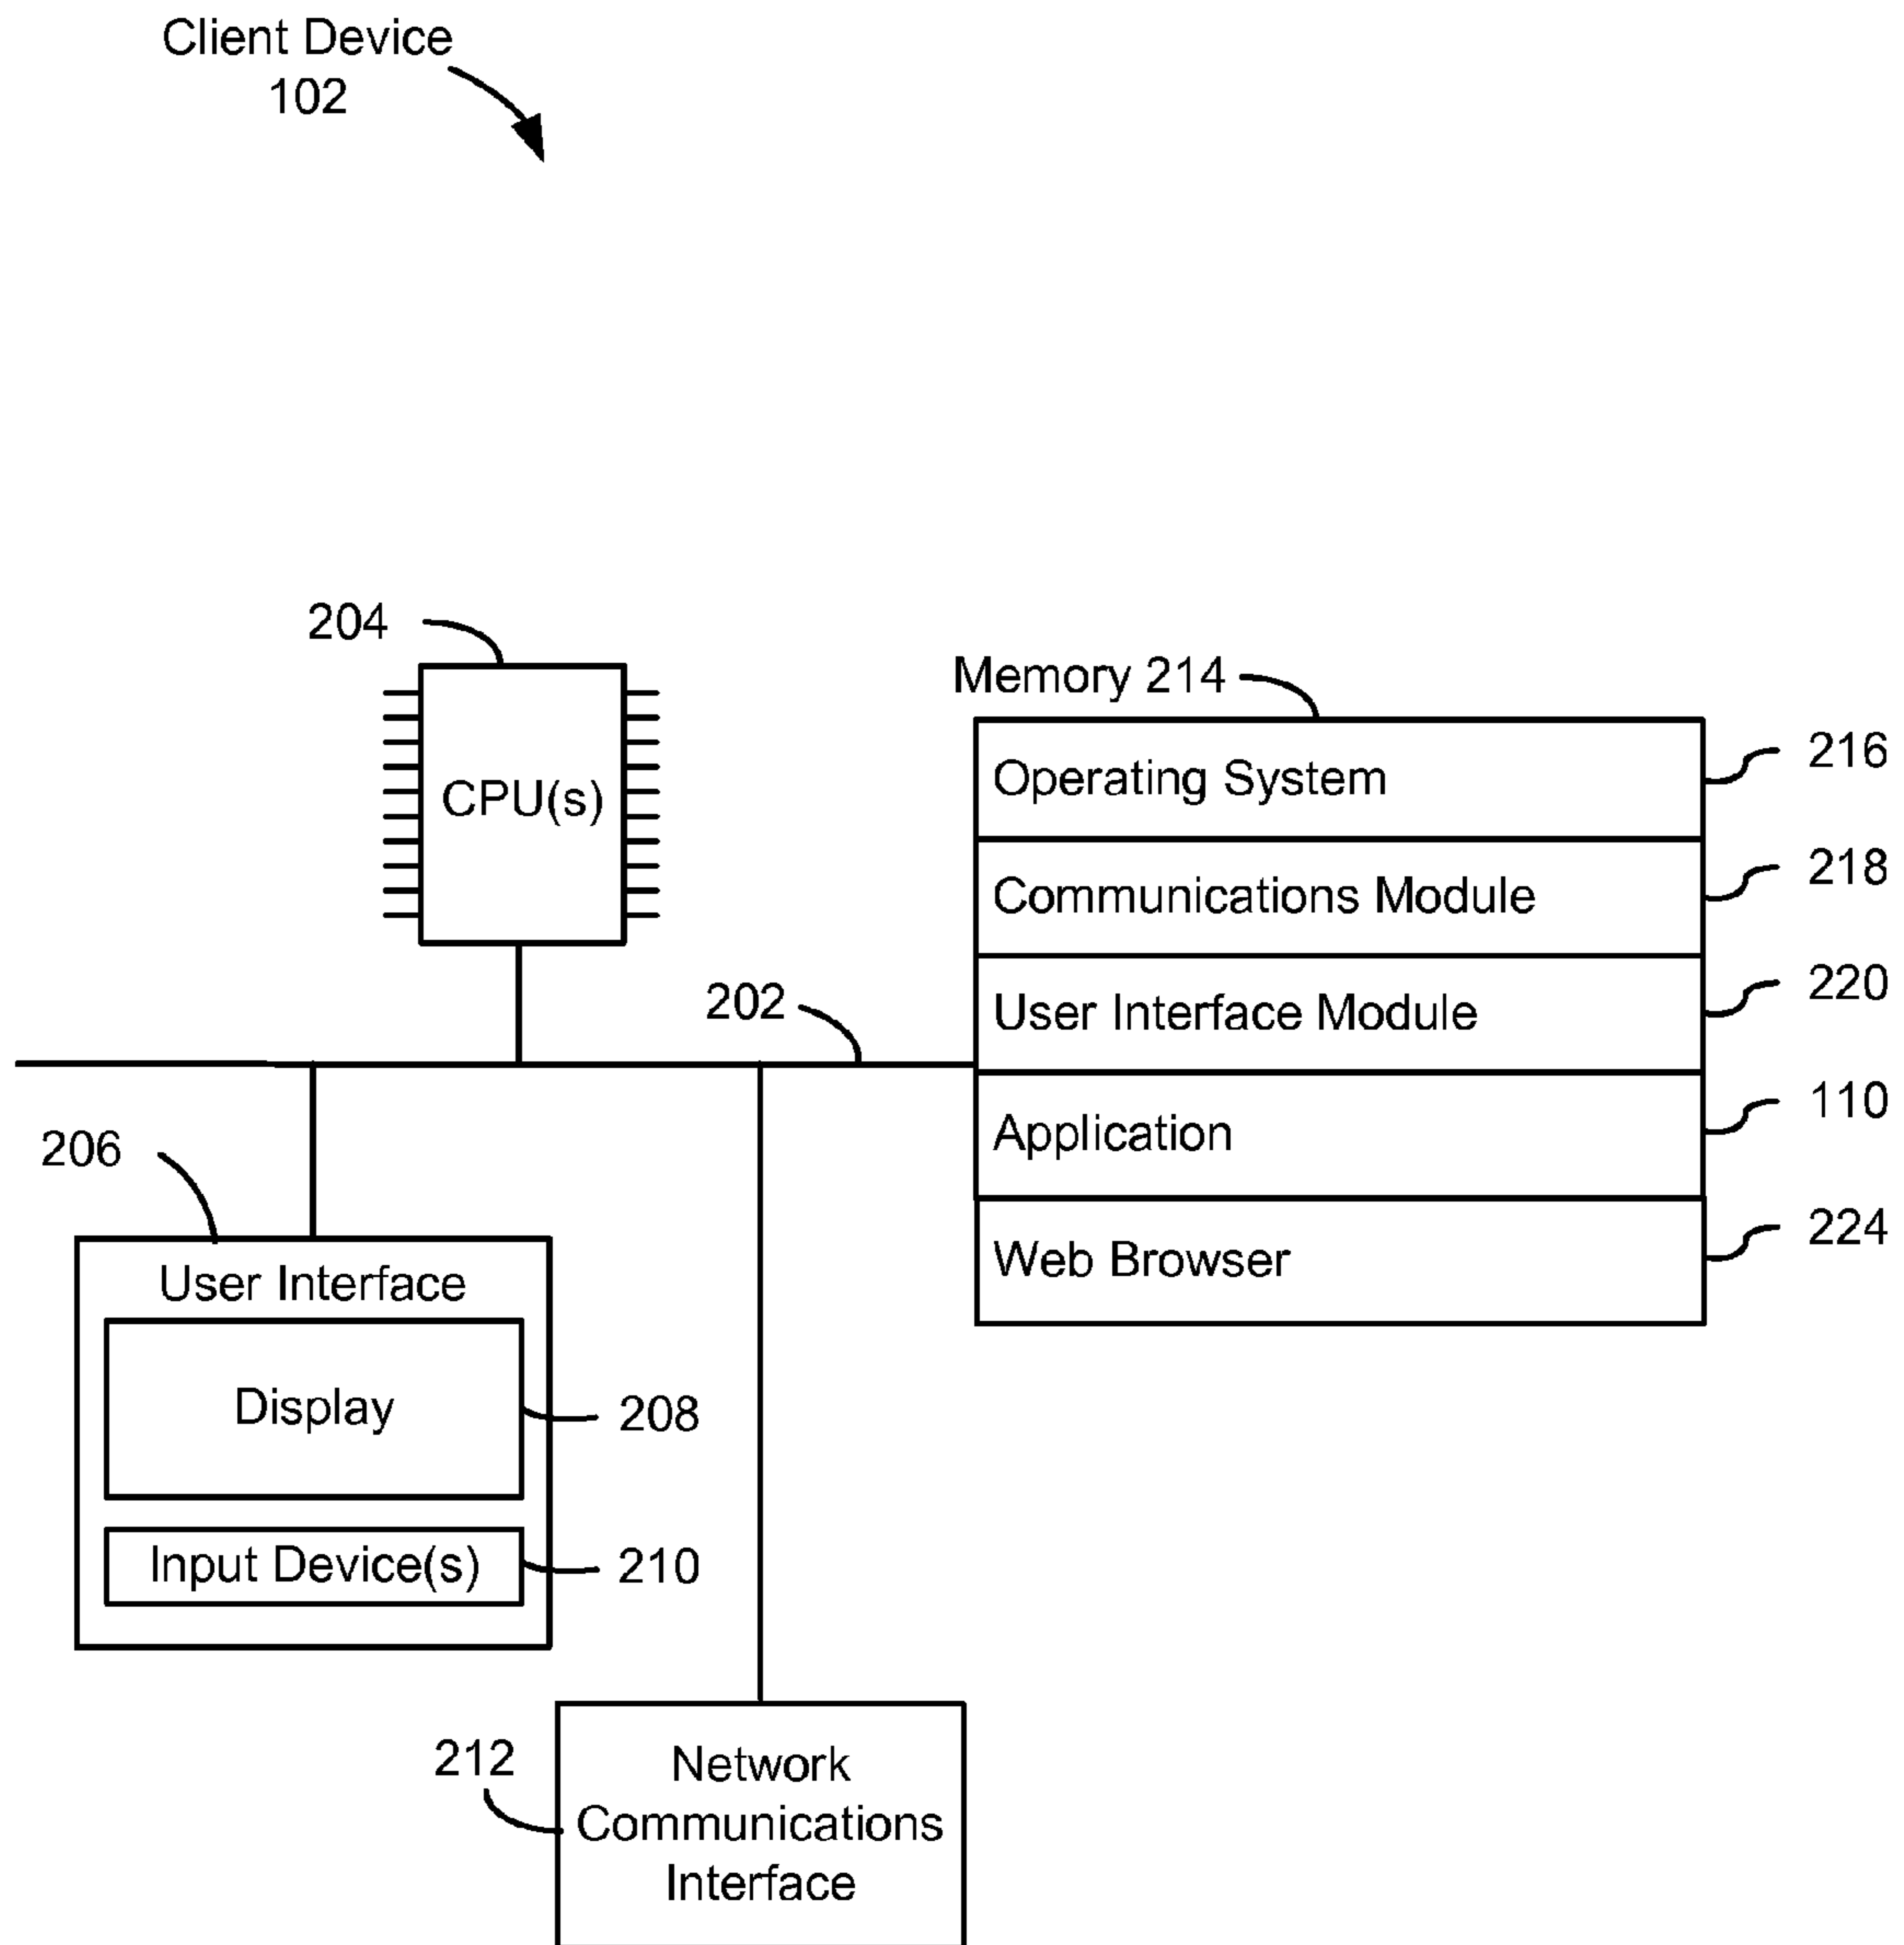 Client Device
102
204
CPU(s)
Memory 214
Operating System
216
Communications Module
218
User Interface Module
220
Application
110
Web Browser
224
202
206
User Interface
Display
208
Input Device(s)
210
212
Network
Communications
Interface